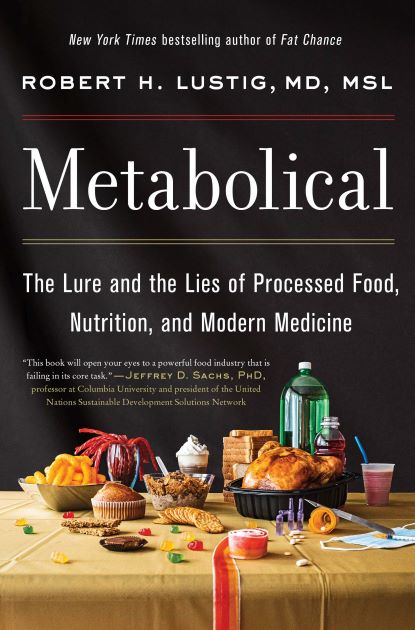 New York Times bestselling author of Fat Chance
ROBERT H. LUSTIG, MD, MSL
Metabolical
The Lure and the Lies of Processed Food,
Nutrition, and Modern Medicine
“This book will open your eyes to a powerful food industry that is
failing in its core task.”—JEFFREY D. SACHS, PHD,
professor at Columbia University and president of the United
Nations Sustainable Development Solutions Network